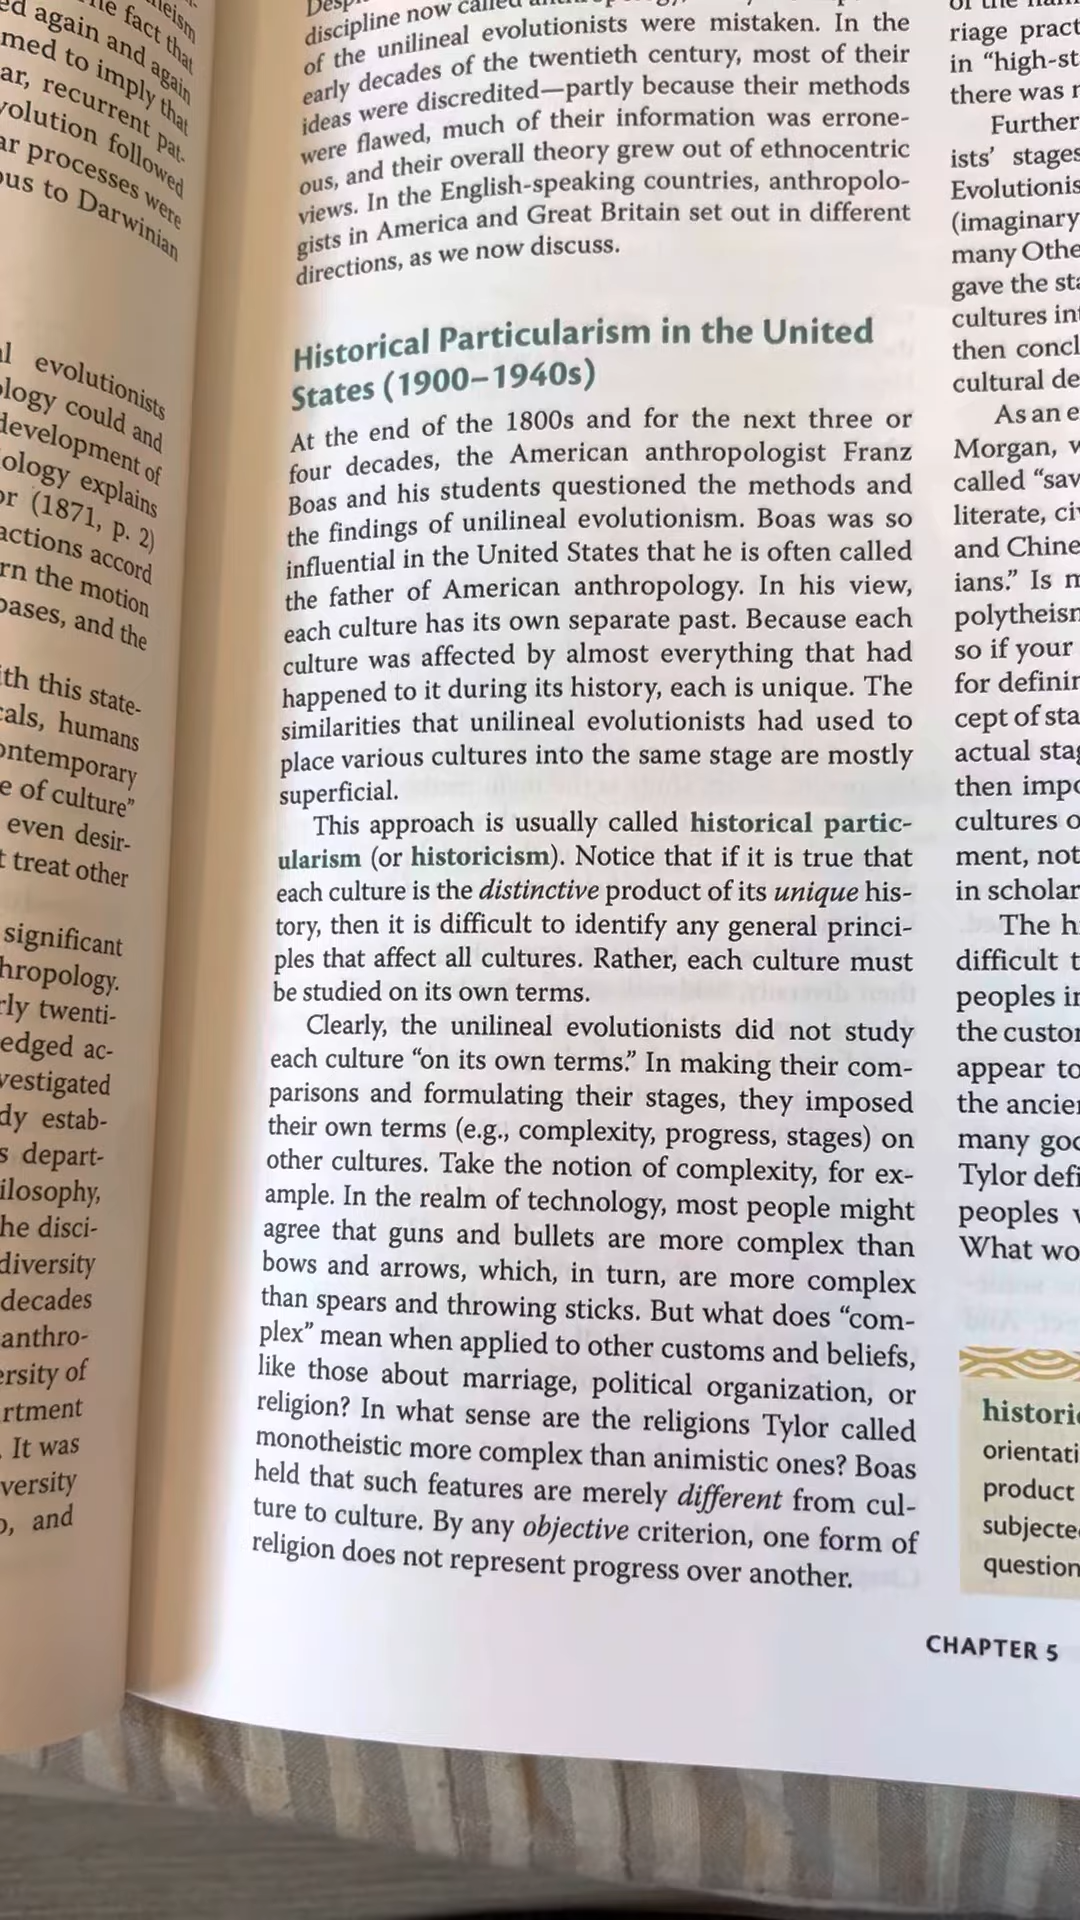 heism
the fact that
ed again and again
med to imply that
ar, recurrent pat-
volution followed
ar processes were
ous to Darwinian
al evolutionists
ology could and
development of
ology explains
or (1871, p. 2)
actions accord
rn the motion
bases, and the
ith this state-
cals, humans
ontemporary
e of culture”
even desir-
t treat other
significant
hropology.
rly twenti-
edged ac-
vestigated
dy estab-
s depart-
ilosophy,
he disci-
diversity
decades
anthro-
ersity of
rtment
. It was
versity
o, and
discipline now called
of the unilineal evolutionists were mistaken. In the
early decades of the twentieth century, most of their
ideas were discredited—partly because their methods
were flawed, much of their information was errone-
ous, and their overall theory grew out of ethnocentric
views. In the English-speaking countries, anthropolo-
gists in America and Great Britain set out in different
directions, as we now discuss.
Historical Particularism in the United
States (1900–1940s)
At the end of the 1800s and for the next three or
four decades, the American anthropologist Franz
Boas and his students questioned the methods and
the findings of unilineal evolutionism. Boas was so
influential in the United States that he is often called
the father of American anthropology. In his view,
each culture has its own separate past. Because each
culture was affected by almost everything that had
happened to it during its history, each is unique. The
similarities that unilineal evolutionists had used to
place various cultures into the same stage are mostly
superficial.
This approach is usually called historical partic-
ularism (or historicism). Notice that if it is true that
each culture is the distinctive product of its unique his-
tory, then it is difficult to identify any general princi-
ples that affect all cultures. Rather, each culture must
be studied on its own terms.
Clearly, the unilineal evolutionists did not study
each culture “on its own terms.” In making their com-
parisons and formulating their stages, they imposed
their own terms (e.g., complexity, progress, stages) on
other cultures. Take the notion of complexity, for ex-
ample. In the realm of technology, most people might
agree that guns and bullets are more complex than
bows and arrows, which, in turn, are more complex
than spears and throwing sticks. But what does “com-
plex” mean when applied to other customs and beliefs,
like those about marriage, political organization, or
religion? In what sense are the religions Tylor called
monotheistic more complex than animistic ones? Boas
held that such features are merely different from cul-
ture to culture. By any objective criterion, one form of
religion does not represent progress over another.
riage pract
in “high-st
there was
Further
ists’ stages
Evolutionis
(imaginary
many Othe
gave the sta
cultures int
then concl
cultural de
As an e
Morgan,
called “sav
literate, civ
and Chine
ians.” Is
polytheism
so if your
for definin
cept of sta
actual stag
then impo
cultures o
ment, not
in scholar
The hi
difficult t
peoples in
the custom
appear to
the ancien
many god
Tylor defi
peoples
What wo
histori
orientati
product
subjected
question
CHAPTER 5